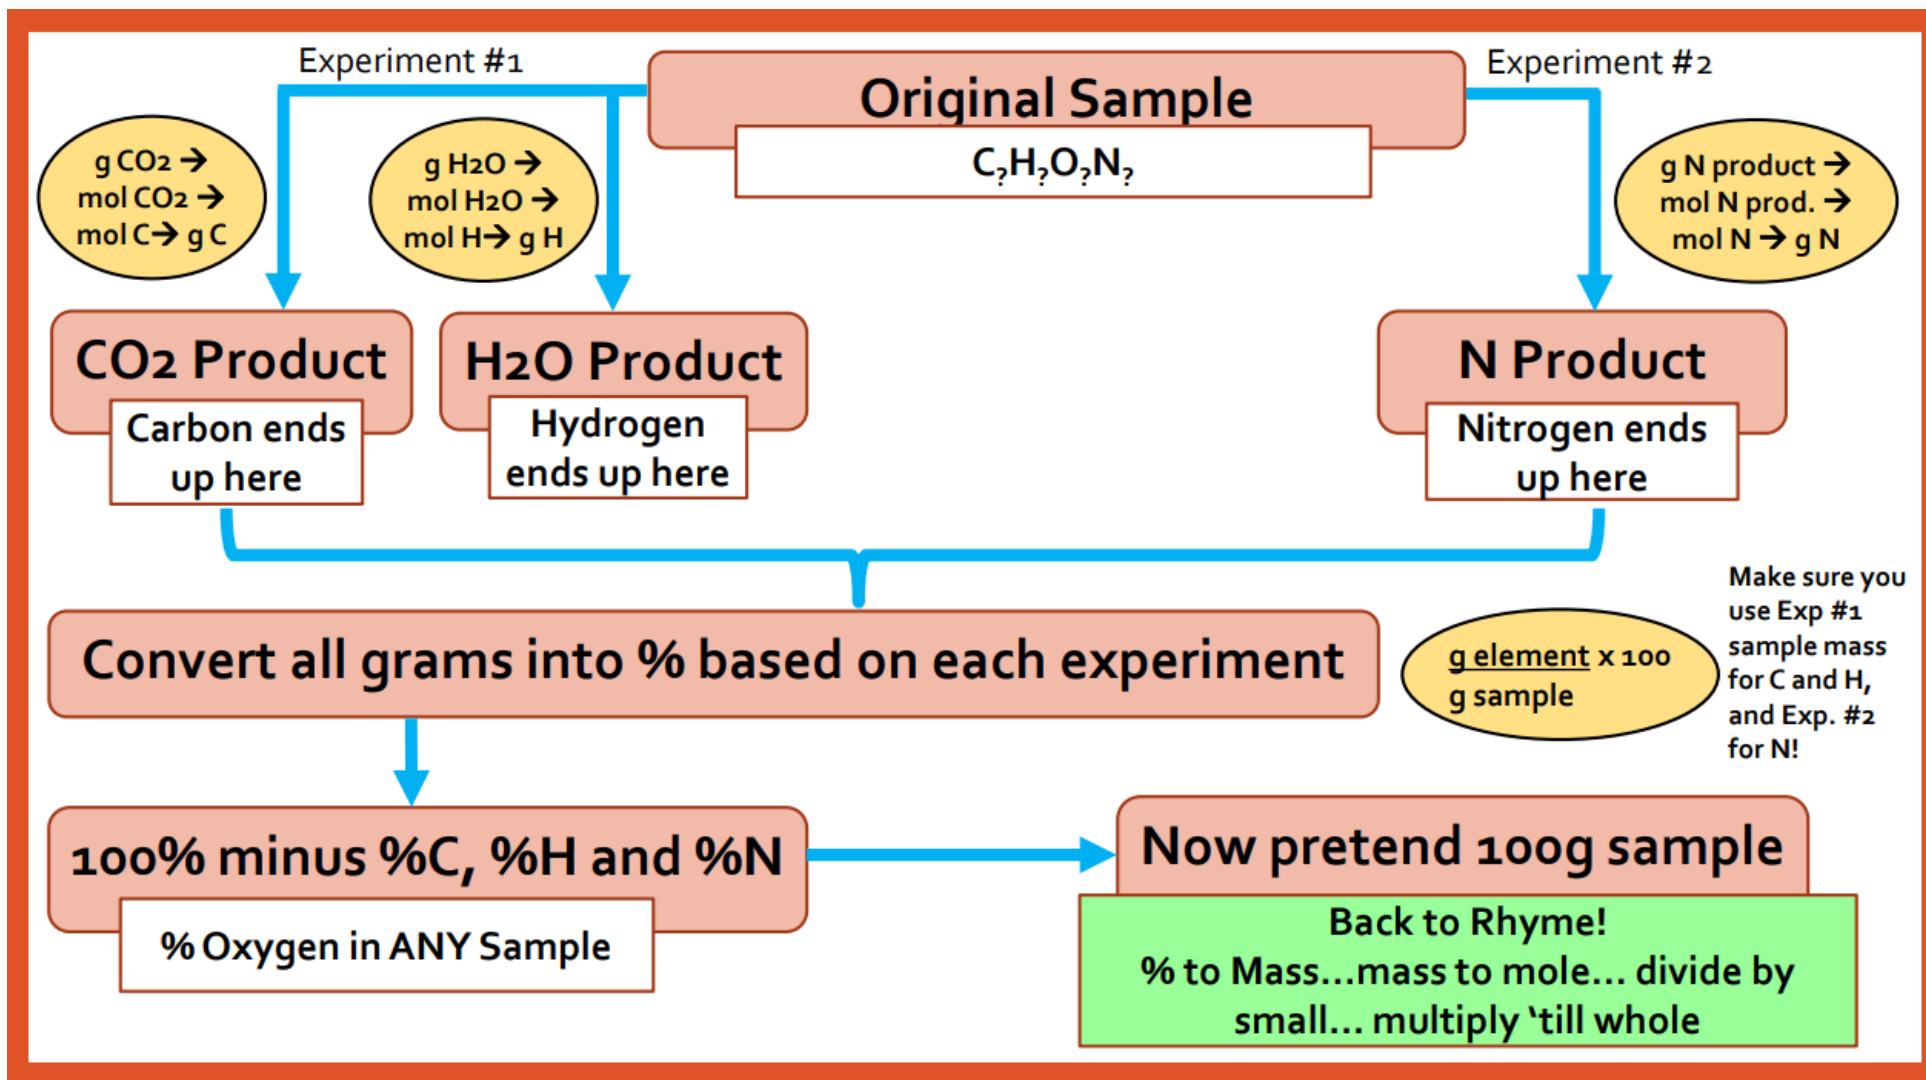 Experiment #1
Original Sample
C?H?O?N?
Experiment #2
g CO2 →
mol CO2 →
mol C→ g C
g H2O →
mol H2O →
mol H→ g H
g N product →
mol N prod. →
mol N → g N
CO2 Product
Carbon ends
up here
H2O Product
Hydrogen
ends up here
N Product
Nitrogen ends
up here
Convert all grams into % based on each experiment
g element x 100
g sample
Make sure you
use Exp #1
sample mass
for C and H,
and Exp. #2
for N!
100% minus %C, %H and %N
% Oxygen in ANY Sample
Now pretend 100g sample
Back to Rhyme!
% to Mass...mass to mole... divide by
small... multiply ‘till whole